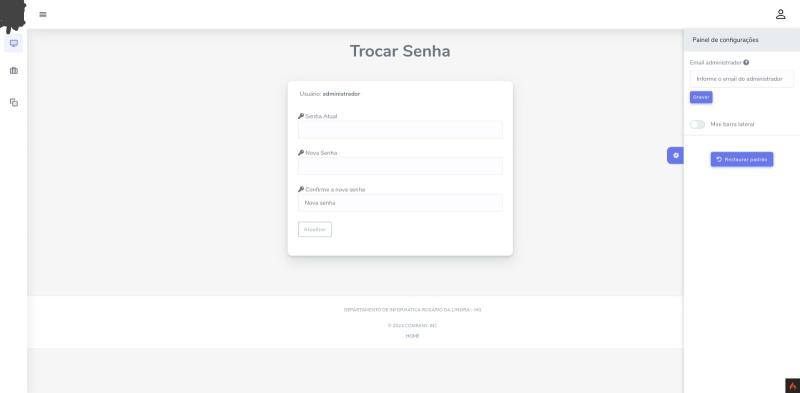 Trocar Senha
Usuário: administrador
Senha Atual
Nova Senha
Confirme a nova senha
Nova senha
Atualizar
Painel de configurações
Email administrador
Informe o email do administrador
Gravar
Mini barra lateral
Restaurar padrão
DEPARTAMENTO DE INFORMÁTICA ROSÁRIO DA LIMEIRA - MG
© 2023 COMPANY, INC
HOME